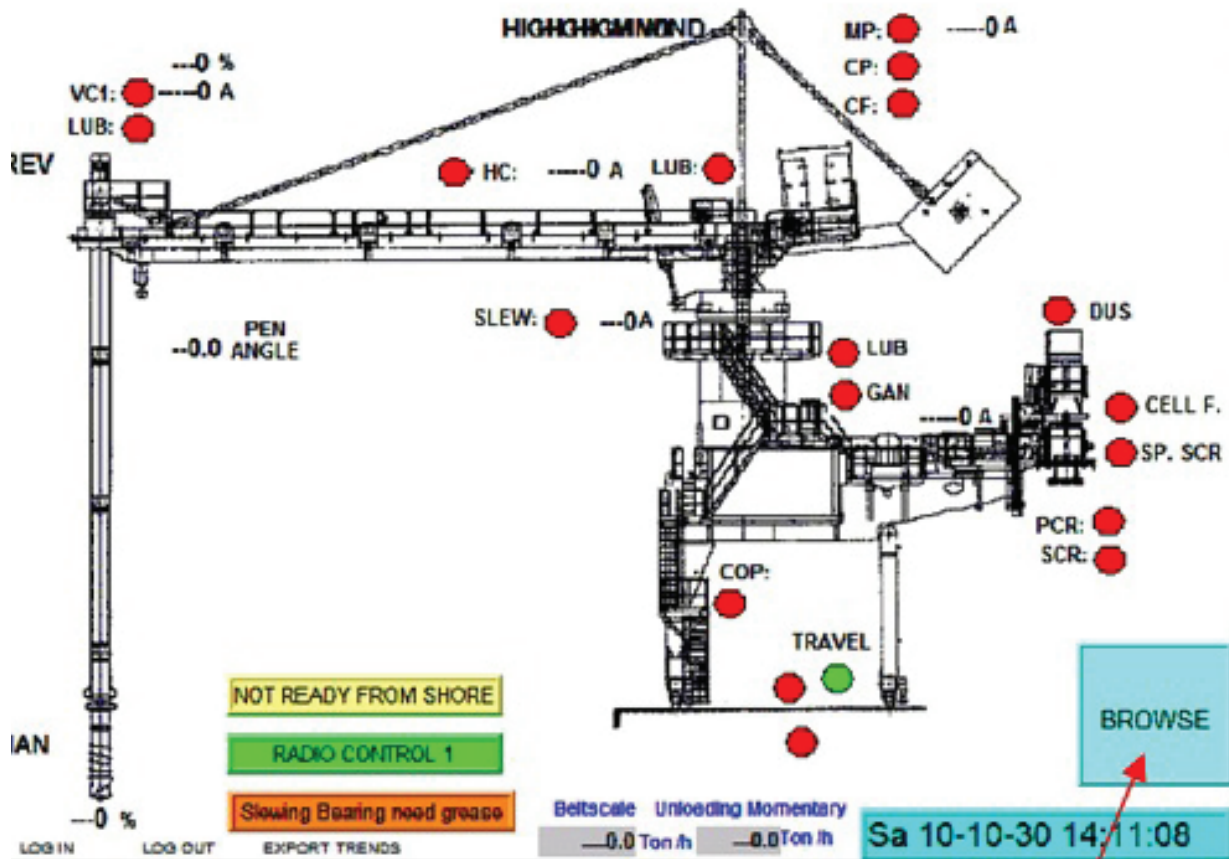 MP: -----0 A
---0 %
CP:
VC1: -----0 A
CF:
LUB:
REV
HC: -----0 A
LUB:
SLEW: ---0A
DUS
PEN
--0.0 ANGLE
LUB
GAN
-----0 A
CELL F.
SP. SCR
PCR:
SCR:
COP:
TRAVEL
NOT READY FROM SHORE
BROWSE
RADIO CONTROL 1
Slewing Bearing need grease
Beltscale Unloading Momentary
---0 %
---0.0 Ton/h ---0.0 Ton/h
Sa 10-10-30 14:11:08
LOG IN LOG OUT EXPORT TRENDS